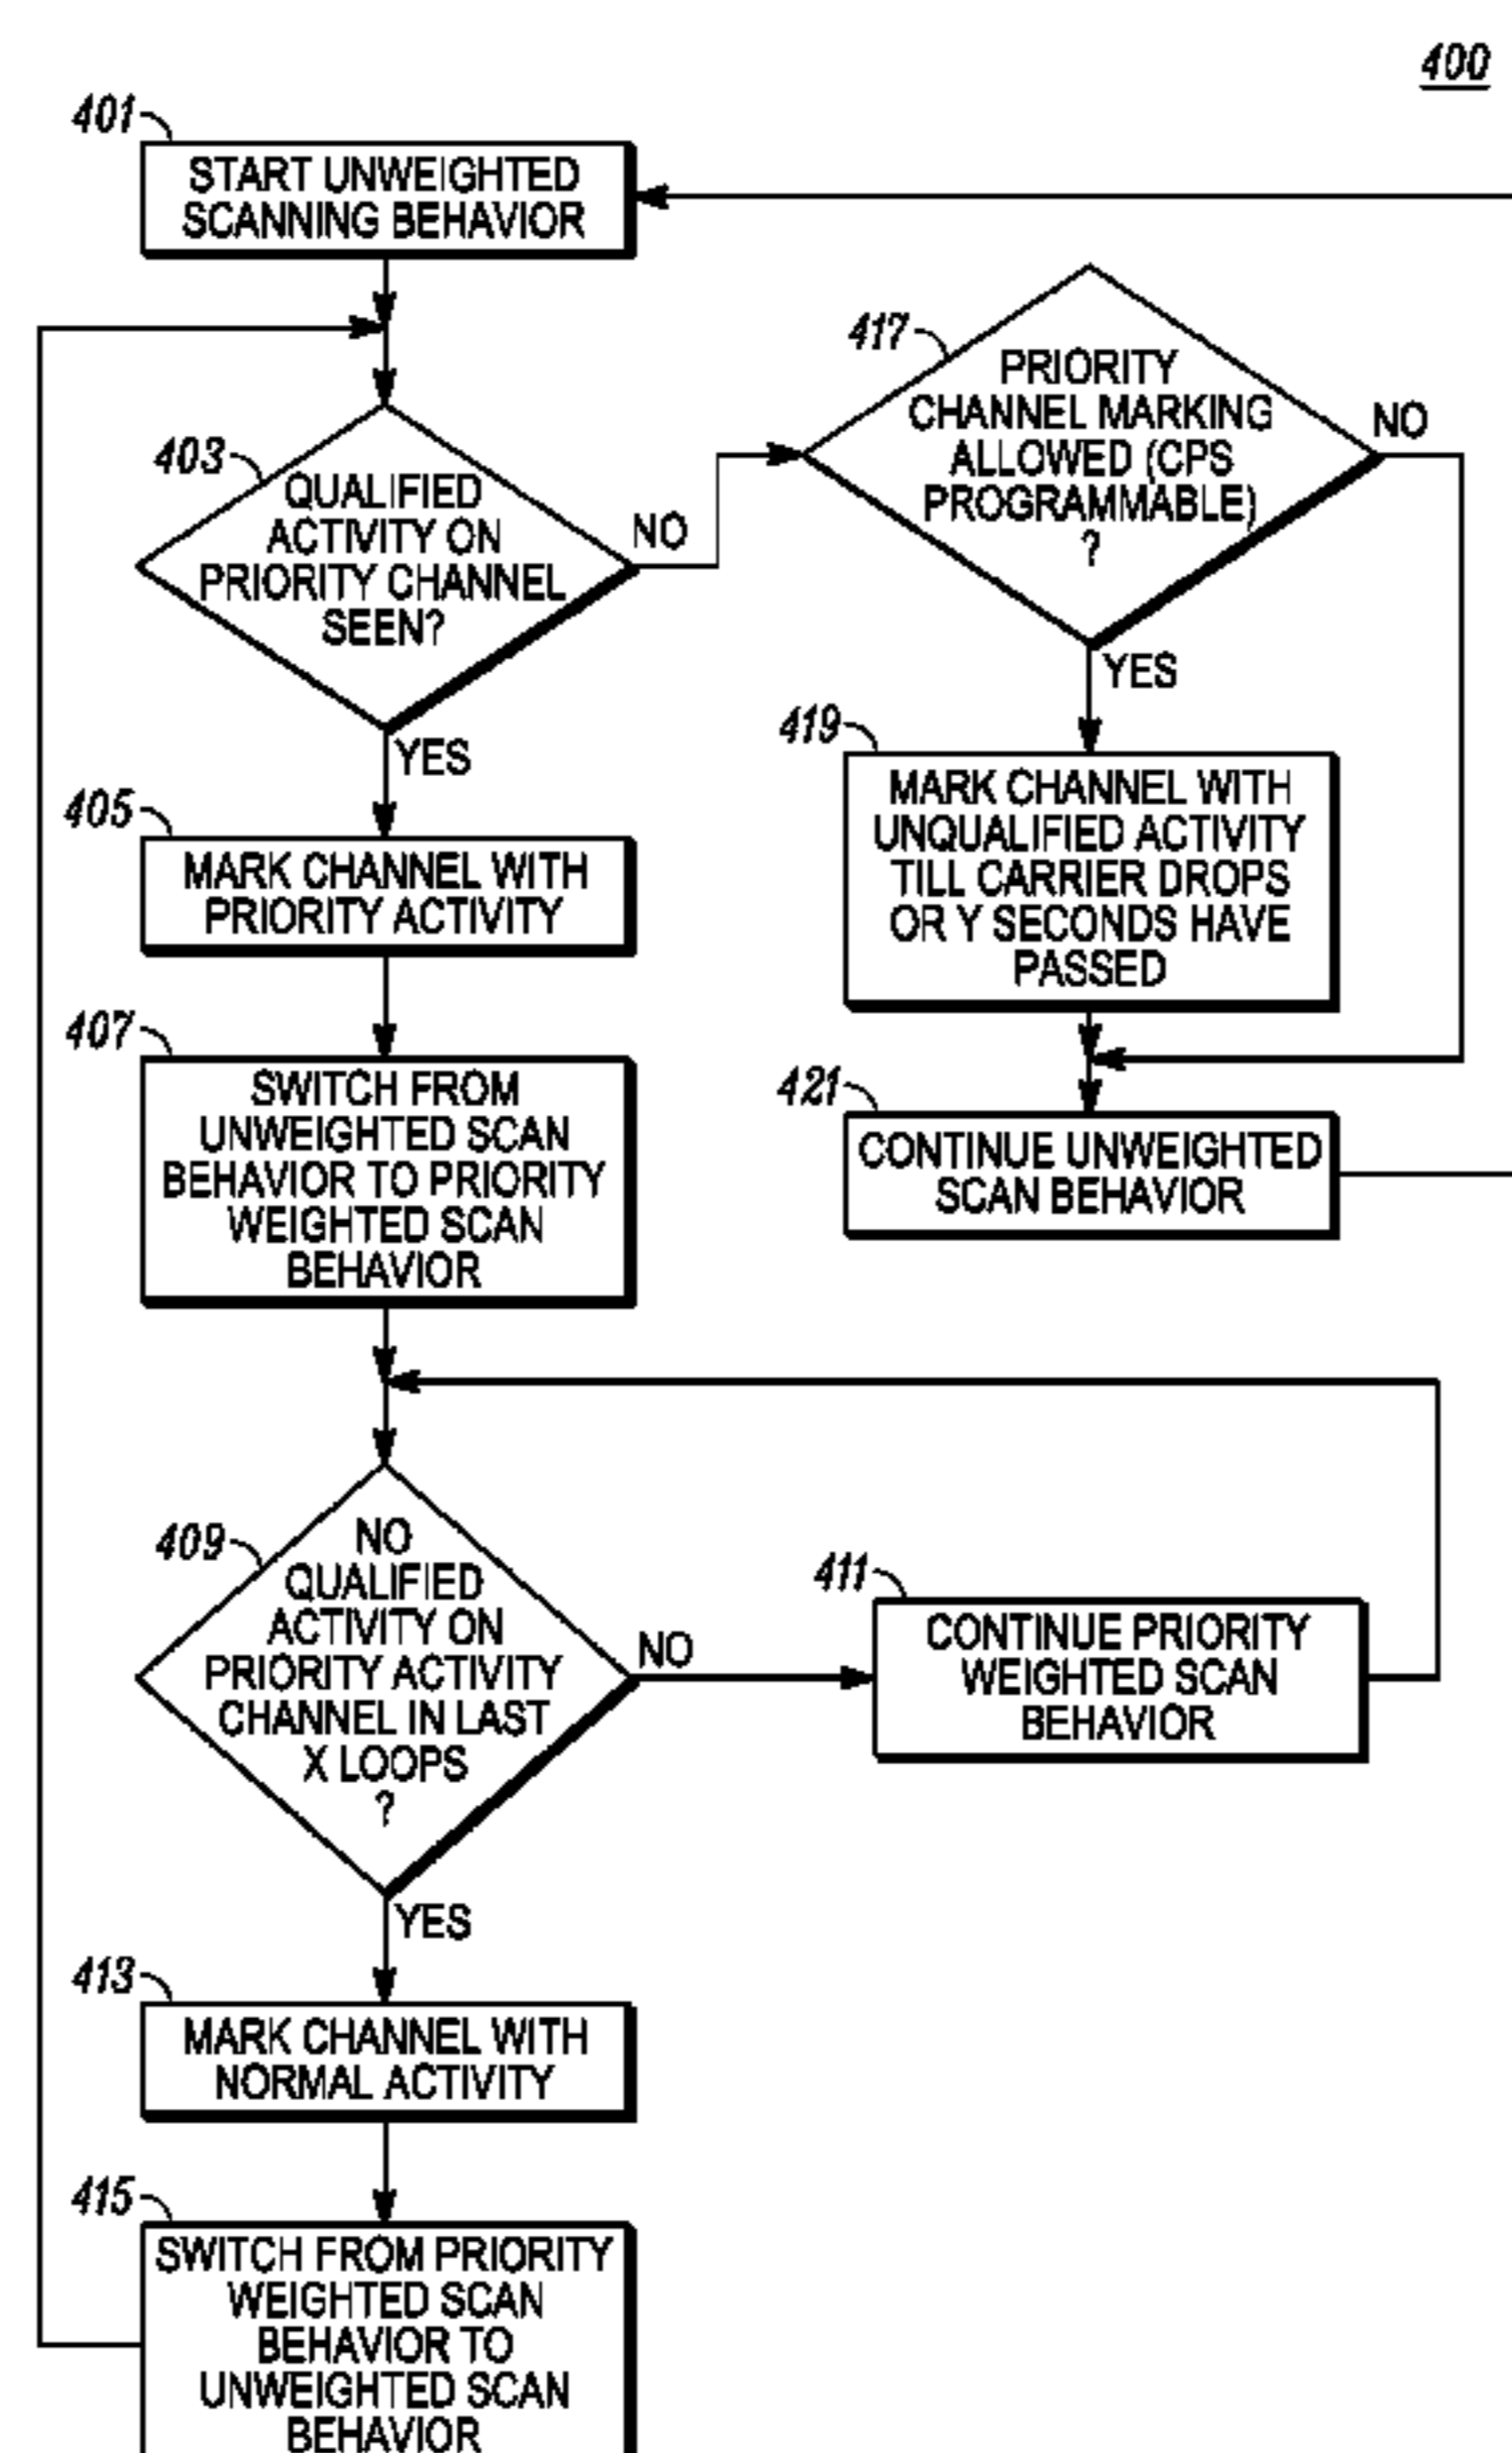 400
401
START UNWEIGHTED
SCANNING BEHAVIOR
403
QUALIFIED
ACTIVITY ON
PRIORITY CHANNEL
SEEN?
NO
YES
417
PRIORITY
CHANNEL MARKING
ALLOWED (CPS
PROGRAMMABLE)
?
NO
YES
419
MARK CHANNEL WITH
UNQUALIFIED ACTIVITY
TILL CARRIER DROPS
OR Y SECONDS HAVE
PASSED
421
CONTINUE UNWEIGHTED
SCAN BEHAVIOR
405
MARK CHANNEL WITH
PRIORITY ACTIVITY
407
SWITCH FROM
UNWEIGHTED SCAN
BEHAVIOR TO PRIORITY
WEIGHTED SCAN
BEHAVIOR
409
NO
QUALIFIED
ACTIVITY ON
PRIORITY ACTIVITY
CHANNEL IN LAST
X LOOPS
?
NO
YES
411
CONTINUE PRIORITY
WEIGHTED SCAN
BEHAVIOR
413
MARK CHANNEL WITH
NORMAL ACTIVITY
415
SWITCH FROM PRIORITY
WEIGHTED SCAN
BEHAVIOR TO
UNWEIGHTED SCAN
BEHAVIOR